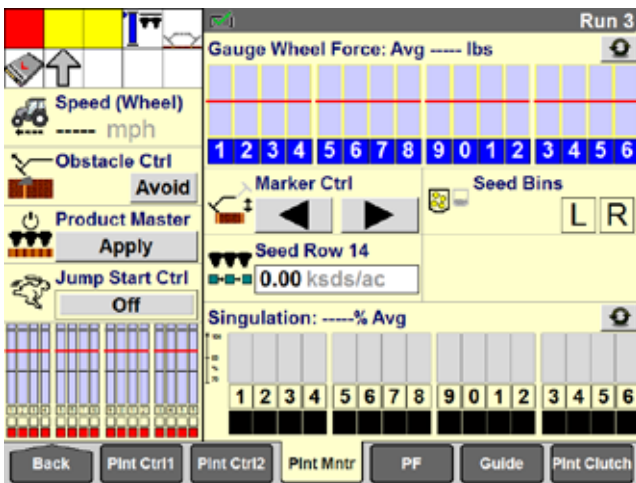 Run 3
Gauge Wheel Force: Avg ----- lbs
1 2 3 4 5 6 7 8 9 0 1 2 3 4 5 6
Speed (Wheel)
----- mph
Obstacle Ctrl
Avoid
Product Master
Apply
Jump Start Ctrl
Off
Marker Ctrl
Seed Bins
L R
Seed Row 14
0.00 ksds/ac
Singulation: -----% Avg
1 2 3 4 5 6 7 8 9 0 1 2 3 4 5 6
Back
Plnt Ctrl1
Plnt Ctrl2
Plnt Mntr
PF
Guide
Plnt Clutch